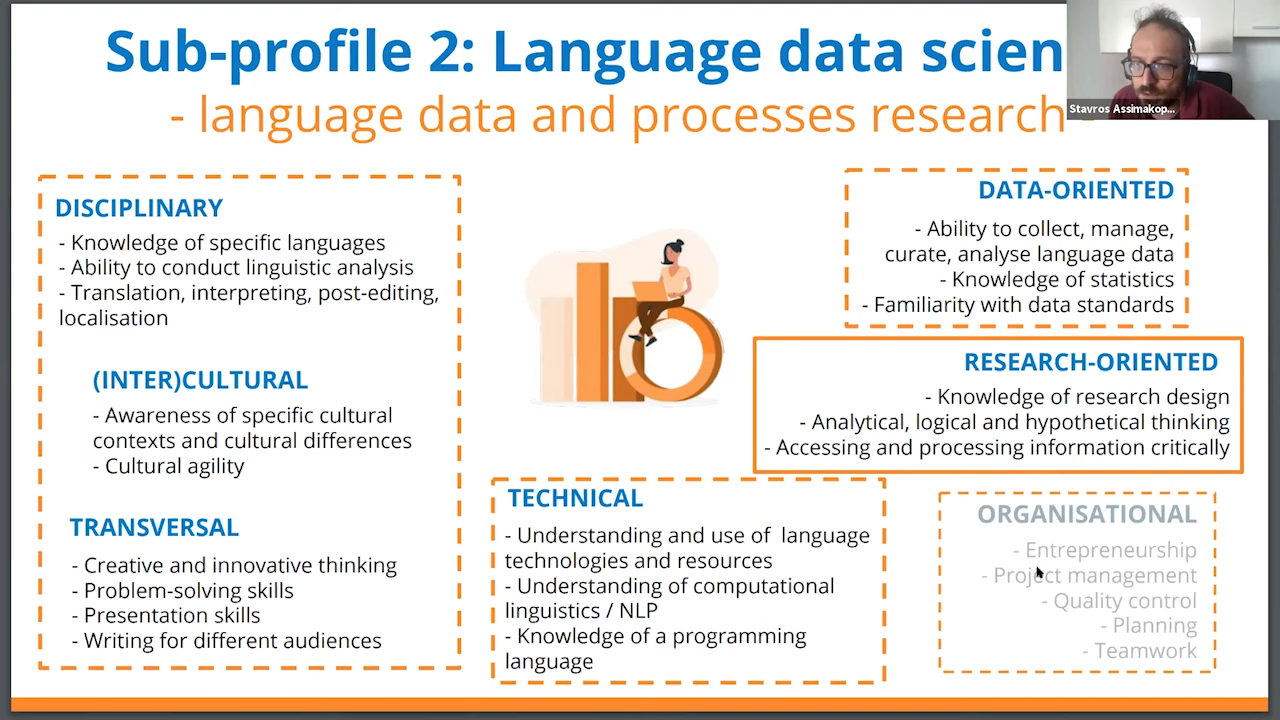 Sub-profile 2: Language data scien
- language data and processes research -
Stavros Assimakop...
DISCIPLINARY
- Knowledge of specific languages
- Ability to conduct linguistic analysis
- Translation, interpreting, post-editing,
localisation
(INTER)CULTURAL
- Awareness of specific cultural
contexts and cultural differences
- Cultural agility
TRANSVERSAL
- Creative and innovative thinking
- Problem-solving skills
- Presentation skills
- Writing for different audiences
TECHNICAL
- Understanding and use of language
technologies and resources
- Understanding of computational
linguistics / NLP
- Knowledge of a programming
language
DATA-ORIENTED
- Ability to collect, manage,
curate, analyse language data
- Knowledge of statistics
- Familiarity with data standards
RESEARCH-ORIENTED
- Knowledge of research design
- Analytical, logical and hypothetical thinking
- Accessing and processing information critically
ORGANISATIONAL
- Entrepreneurship
- Project management
- Quality control
- Planning
- Teamwork